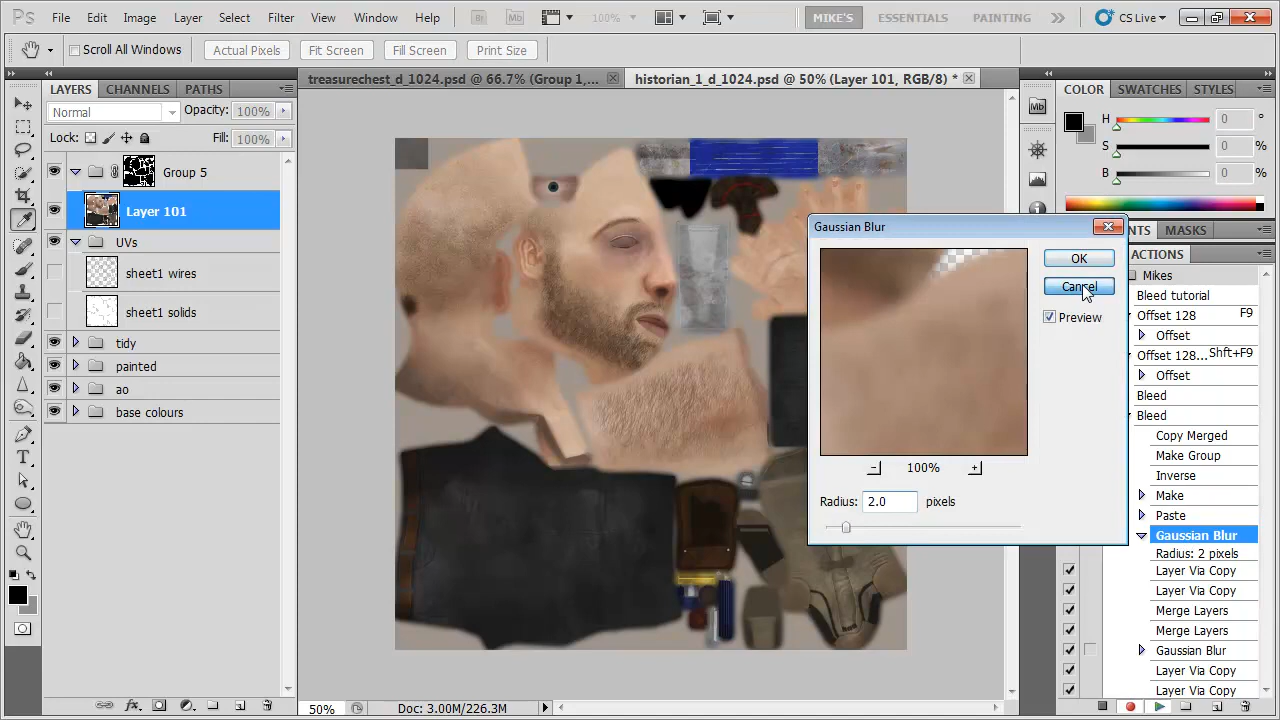 Ps File Edit Image Layer Select Filter View Window Help Br Mb 100% MIKE'S ESSENTIALS PAINTING CS Live
Scroll All Windows Actual Pixels Fit Screen Fill Screen Print Size
LAYERS CHANNELS PATHS
Normal Opacity: 100%
Lock: Fill: 100%
Group 5
Layer 101
UVs
sheet1 wires
sheet1 solids
tidy
painted
ao
base colours
treasurechest_d_1024.psd @ 66.7% (Group 1,...
historian_1_d_1024.psd @ 50% (Layer 101, RGB/8) *
50% Doc: 3.00M/226.3M
Gaussian Blur
OK
Cancel
Preview
100%
Radius: 2.0 pixels
Mb
COLOR SWATCHES STYLES
H 0 °
S 0 %
B 0 %
NTS MASKS
ACTIONS
Mikes
Bleed tutorial
Offset 128 F9
Offset
Offset 128... Shft+F9
Offset
Bleed
Bleed
Copy Merged
Make Group
Inverse
Make
Paste
Gaussian Blur
Radius: 2 pixels
Layer Via Copy
Layer Via Copy
Merge Layers
Merge Layers
Gaussian Blur
Layer Via Copy
Layer Via Copy